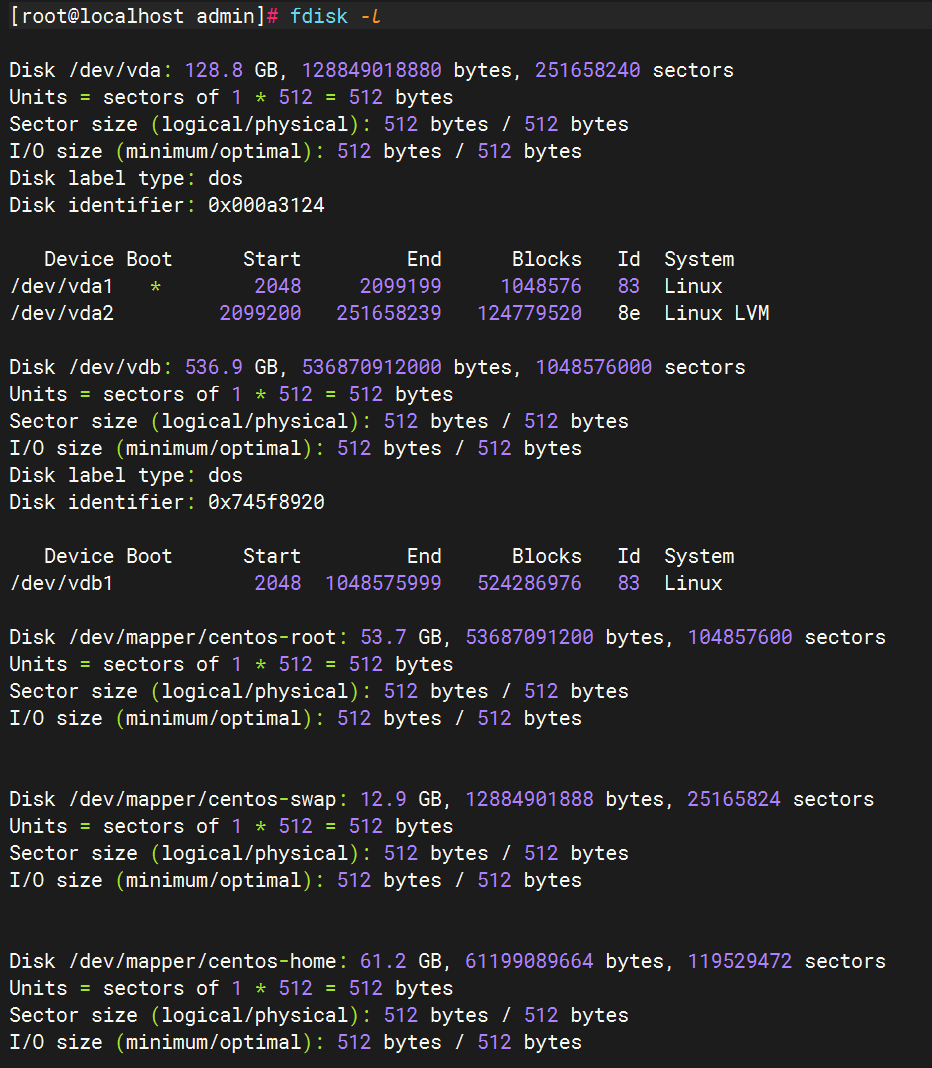 [root@localhost admin]# fdisk -l
Disk /dev/vda: 128.8 GB, 128849018880 bytes, 251658240 sectors
Units = sectors of 1 * 512 = 512 bytes
Sector size (logical/physical): 512 bytes / 512 bytes
I/O size (minimum/optimal): 512 bytes / 512 bytes
Disk label type: dos
Disk identifier: 0x000a3124
Device Boot Start End Blocks Id System
/dev/vda1 * 2048 2099199 1048576 83 Linux
/dev/vda2 2099200 251658239 124779520 8e Linux LVM
Disk /dev/vdb: 536.9 GB, 536870912000 bytes, 1048576000 sectors
Units = sectors of 1 * 512 = 512 bytes
Sector size (logical/physical): 512 bytes / 512 bytes
I/O size (minimum/optimal): 512 bytes / 512 bytes
Disk label type: dos
Disk identifier: 0x745f8920
Device Boot Start End Blocks Id System
/dev/vdb1 2048 1048575999 524286976 83 Linux
Disk /dev/mapper/centos-root: 53.7 GB, 53687091200 bytes, 104857600 sectors
Units = sectors of 1 * 512 = 512 bytes
Sector size (logical/physical): 512 bytes / 512 bytes
I/O size (minimum/optimal): 512 bytes / 512 bytes
Disk /dev/mapper/centos-swap: 12.9 GB, 12884901888 bytes, 25165824 sectors
Units = sectors of 1 * 512 = 512 bytes
Sector size (logical/physical): 512 bytes / 512 bytes
I/O size (minimum/optimal): 512 bytes / 512 bytes
Disk /dev/mapper/centos-home: 61.2 GB, 61199089664 bytes, 119529472 sectors
Units = sectors of 1 * 512 = 512 bytes
Sector size (logical/physical): 512 bytes / 512 bytes
I/O size (minimum/optimal): 512 bytes / 512 bytes